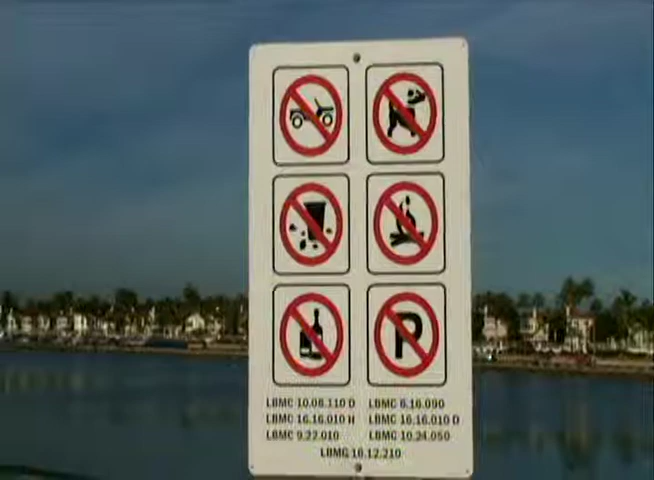 P
LBMC 10.08.110 D LBMC 6.16.090
LBMC 16.16.010 H LBMC 16.16.010 D
LBMC 9.22.010 LBMC 10.24.050
LBMC 16.12.210